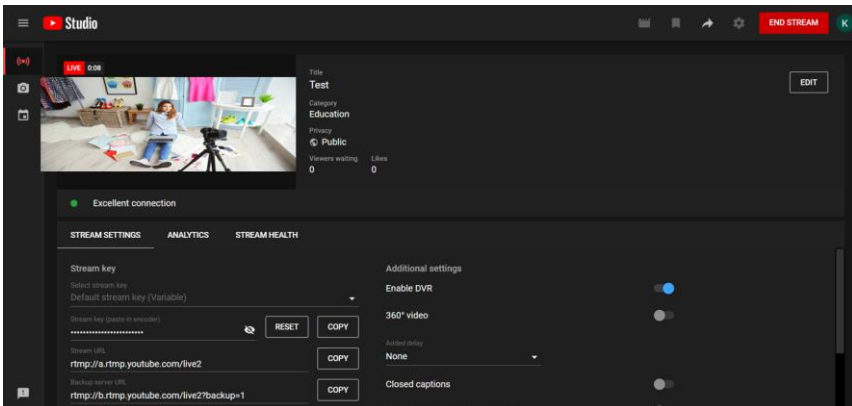 Studio
END STREAM
K
LIVE 0:08
Title
Test
EDIT
Category
Education
Privacy
Public
Viewers waiting Likes
0 0
Excellent connection
STREAM SETTINGS ANALYTICS STREAM HEALTH
Stream key
Select stream key
Default stream key (Variable)
Stream key (paste in encoder)
••••••••••••••••••••••••
RESET COPY
Stream URL
rtmp://a.rtmp.youtube.com/live2
COPY
Backup server URL
rtmp://b.rtmp.youtube.com/live2?backup=1
COPY
Additional settings
Enable DVR
360° video
Added delay
None
Closed captions